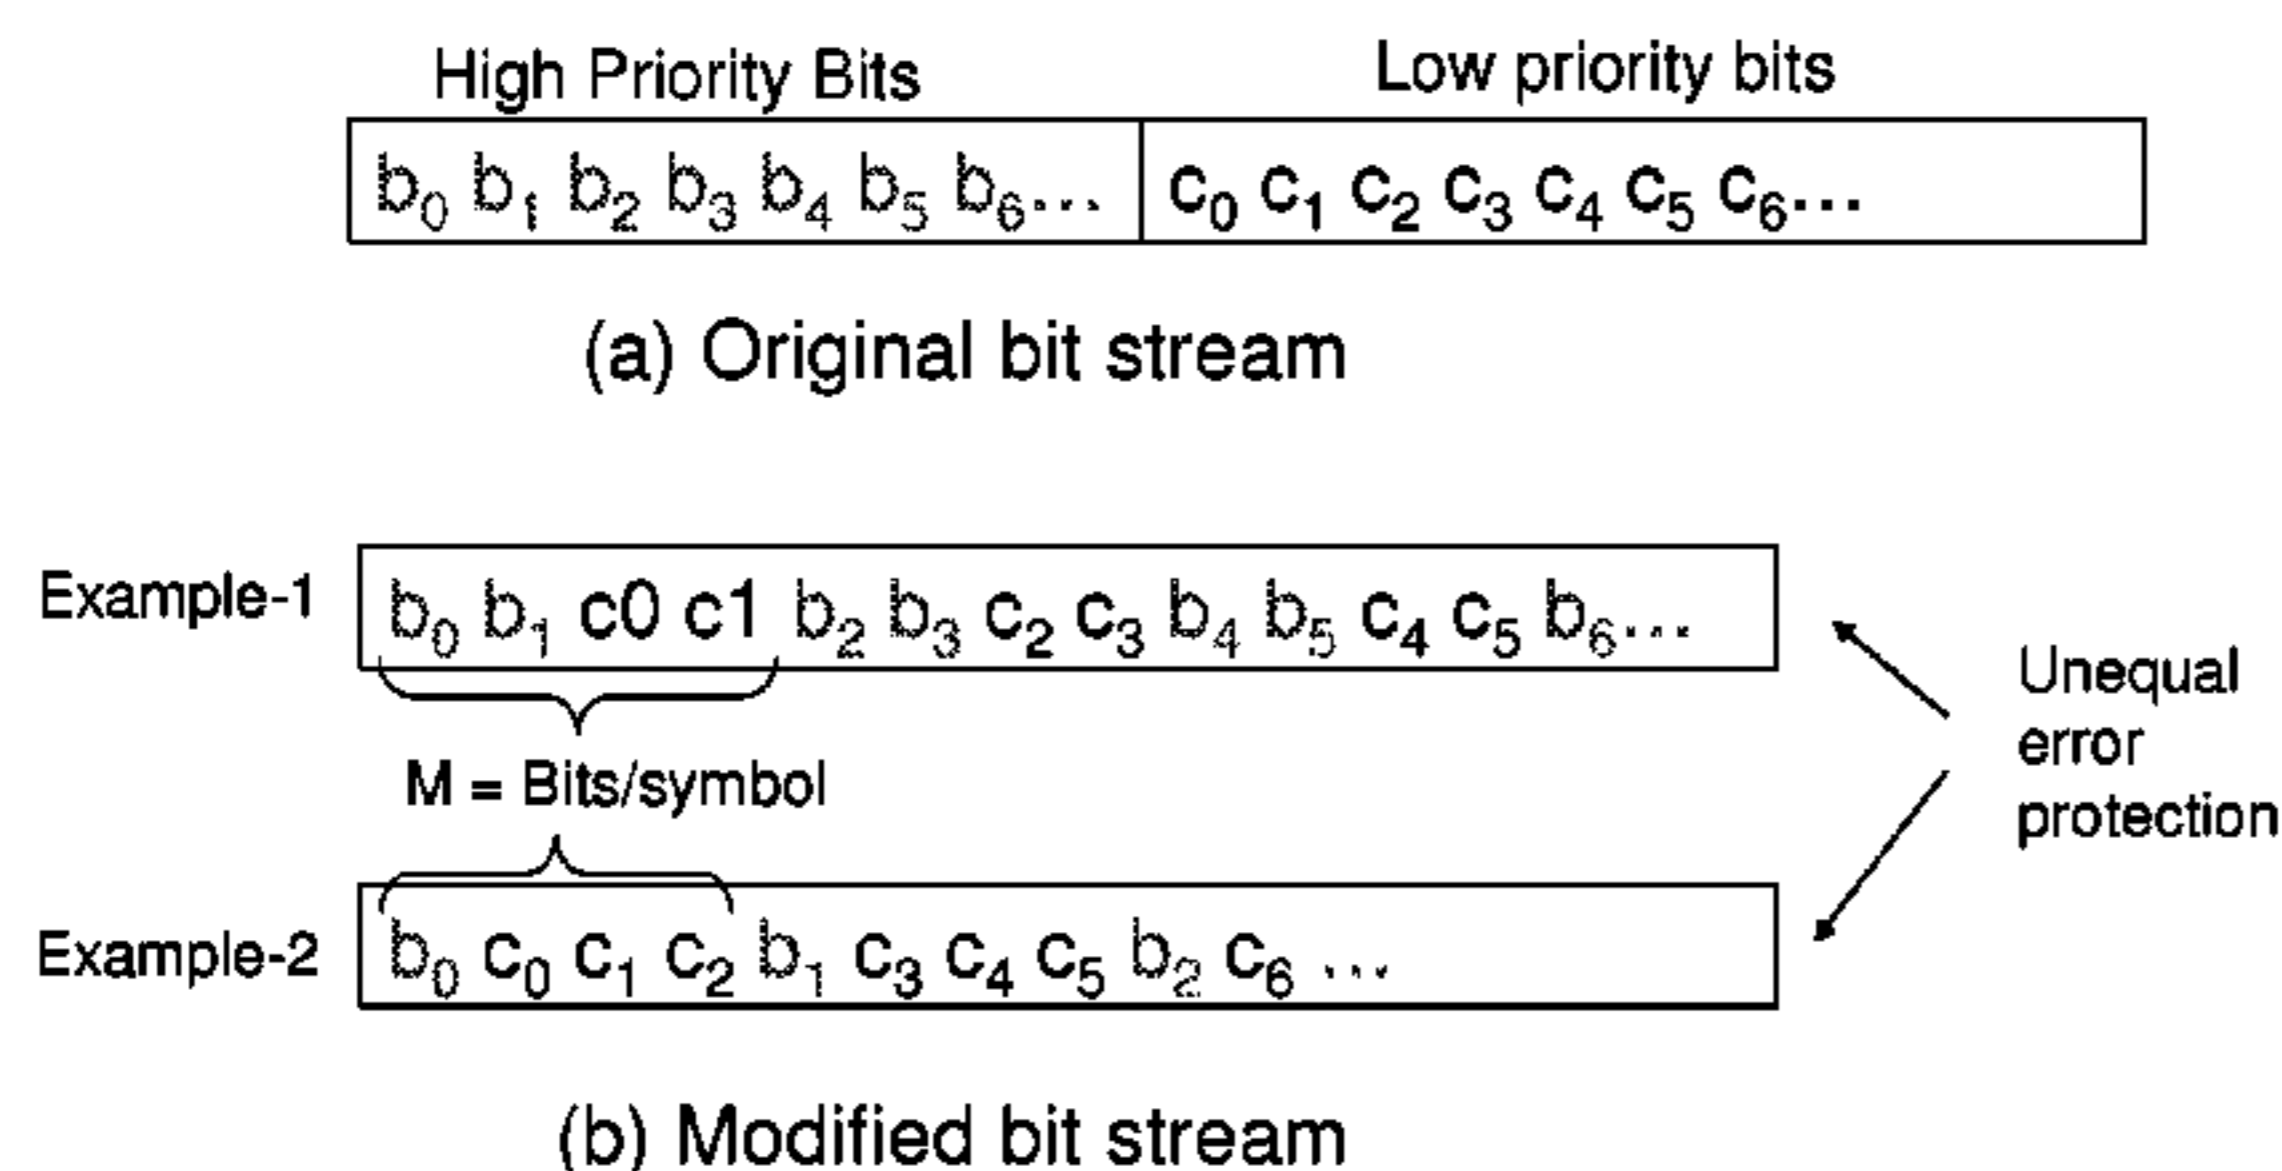 High Priority Bits
Low priority bits
b₀ b₁ b₂ b₃ b₄ b₅ b₆... c₀ c₁ c₂ c₃ c₄ c₅ c₆...
(a) Original bit stream
Example-1
b₀ b₁ c0 c1 b₂ b₃ c₂ c₃ b₄ b₅ c₄ c₅ b₆...
Unequal
error
protection
M = Bits/symbol
Example-2
b₀ c₀ c₁ c₂ b₁ c₃ c₄ c₅ b₂ c₆ ...
(b) Modified bit stream